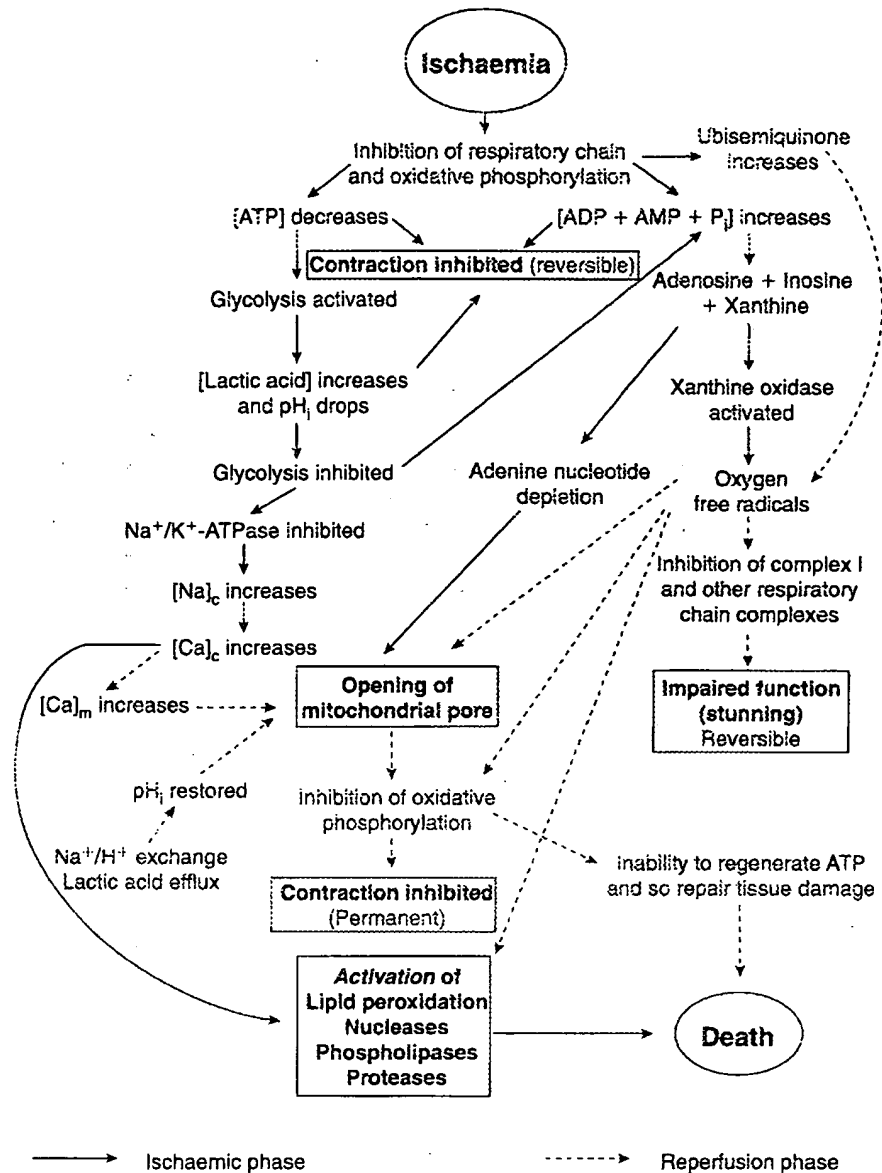 Ischaemia
Inhibition of respiratory chain
and oxidative phosphorylation
Ubisemiquinone
increases
[ATP] decreases
[ADP + AMP + Pi] increases
Contraction inhibited (reversible)
Glycolysis activated
Adenosine + Inosine
+ Xanthine
[Lactic acid] increases
and pHi drops
Xanthine oxidase
activated
Glycolysis inhibited
Adenine nucleotide
depletion
Oxygen
free radicals
Na+/K+-ATPase inhibited
Inhibition of complex I
and other respiratory
chain complexes
[Na]c increases
[Ca]c increases
[Ca]m increases
Opening of
mitochondrial pore
Impaired function
(stunning)
Reversible
pHi restored
Inhibition of oxidative
phosphorylation
Na+/H+ exchange
Lactic acid efflux
Inability to regenerate ATP
and so repair tissue damage
Contraction inhibited
(Permanent)
Activation of
Lipid peroxidation
Nucleases
Phospholipases
Proteases
Death
Ischaemic phase
Reperfusion phase